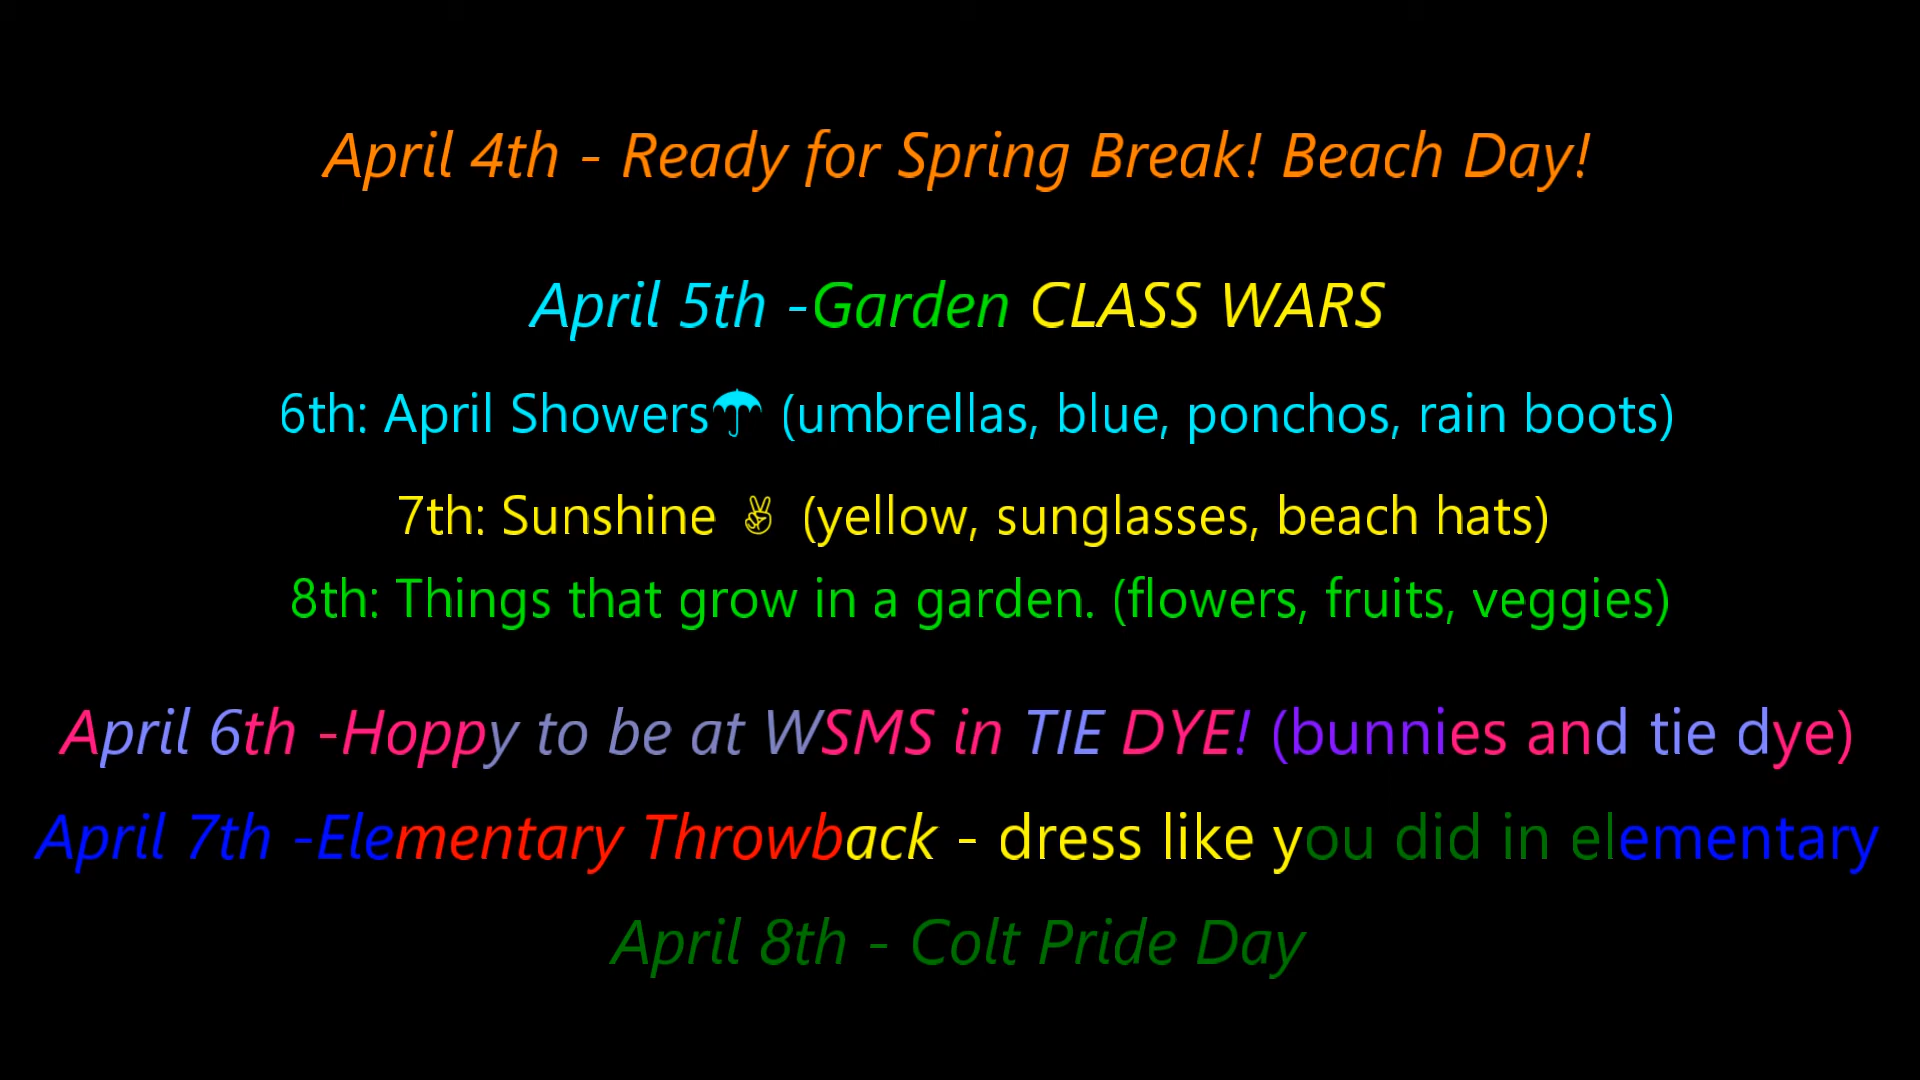 April 4th - Ready for Spring Break! Beach Day!
April 5th -Garden CLASS WARS
6th: April Showers☂ (umbrellas, blue, ponchos, rain boots)
7th: Sunshine ✌ (yellow, sunglasses, beach hats)
8th: Things that grow in a garden. (flowers, fruits, veggies)
April 6th -Hoppy to be at WSMS in TIE DYE! (bunnies and tie dye)
April 7th -Elementary Throwback - dress like you did in elementary
April 8th - Colt Pride Day